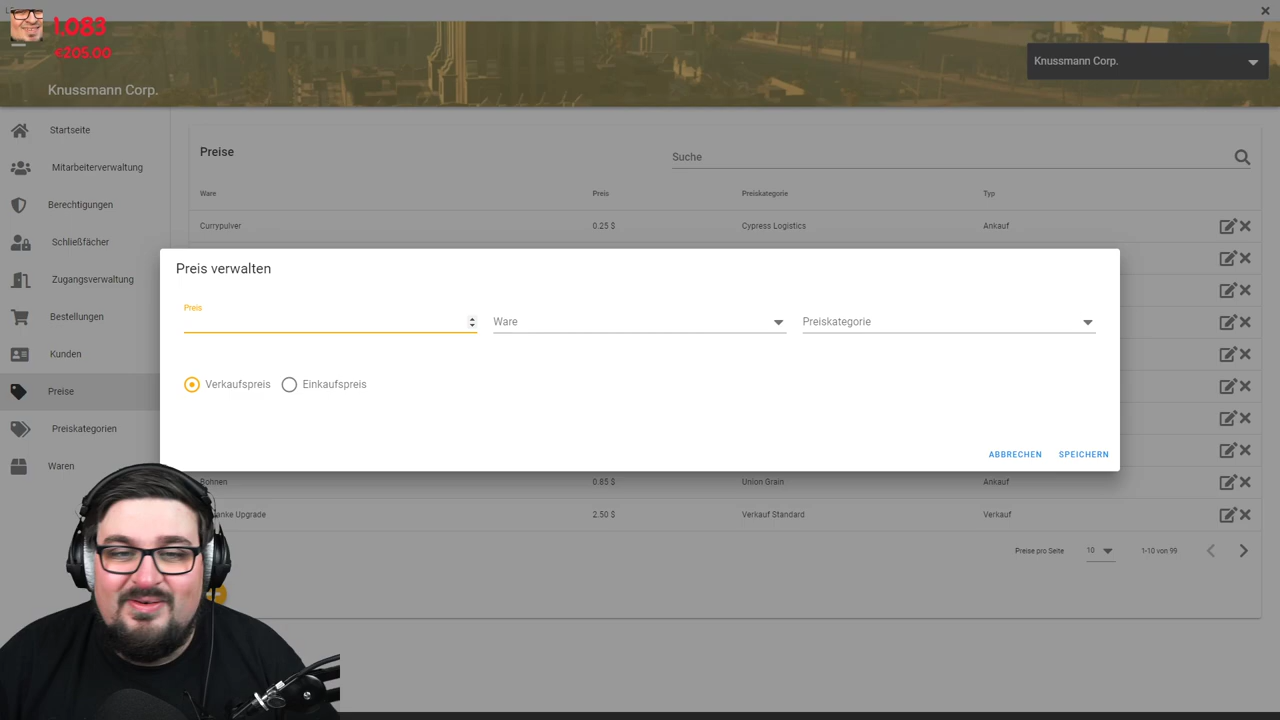 1.083
€205.00
Knussmann Corp.
Knussmann Corp.
Startseite
Mitarbeiterverwaltung
Berechtigungen
Schließfächer
Zugangsverwaltung
Bestellungen
Kunden
Preise
Preiskategorien
Waren
Preise
Suche
Ware Preis Preiskategorie Typ
Currypulver 0.25 $ Cypress Logistics Ankauf
Preis verwalten
Preis
Ware
Preiskategorie
Verkaufspreis Einkaufspreis
ABBRECHEN SPEICHERN
Bohnen 0.85 $ Union Grain Ankauf
Upgrade 2.50 $ Verkauf Standard Verkauf
Preise pro Seite 10 1-10 von 99